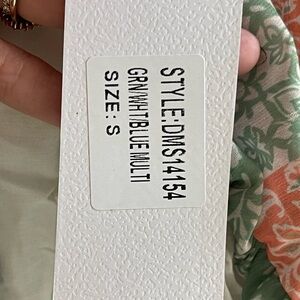 STYLE:DMS14154
GRN/WHT/BLUE MULTI
SIZE: S